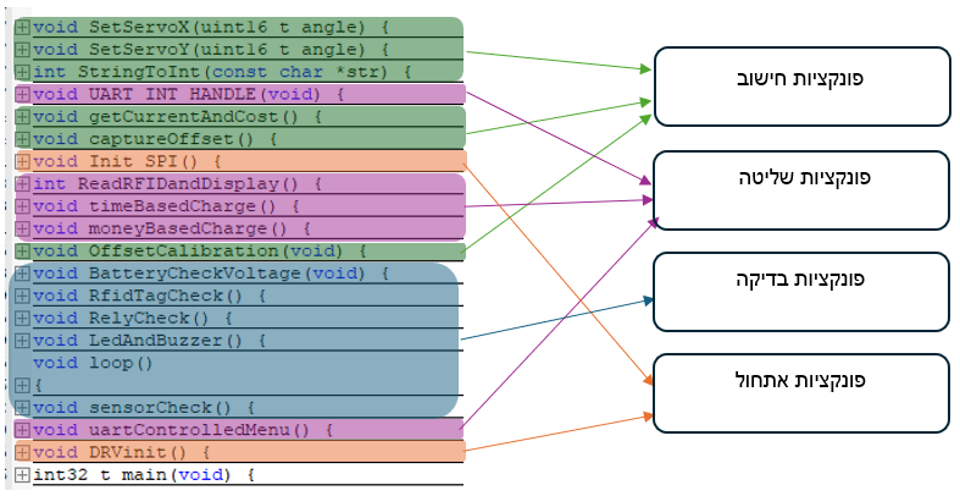 void SetServoX(uint16 t angle) {
void SetServoY(uint16 t angle) {
int StringToInt(const char *str) {
void UART INT HANDLE(void) {
void getCurrentAndCost() {
void captureOffset() {
void Init SPI() {
int ReadRFIDandDisplay() {
void timeBasedCharge() {
void moneyBasedCharge() {
void OffsetCalibration(void) {
void BatteryCheckVoltage(void) {
void RfidTagCheck() {
void RelyCheck() {
void LedAndBuzzer() {
void loop()
{
void sensorCheck() {
void uartControlledMenu() {
void DRVinit() {
int32 t main(void) {
פונקציות חישוב
פונקציות שליטה
פונקציות בדיקה
פונקציות אתחול